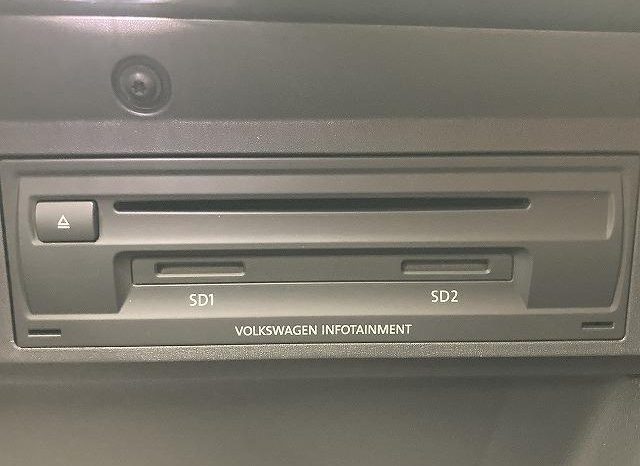 SD1 SD2
VOLKSWAGEN INFOTAINMENT